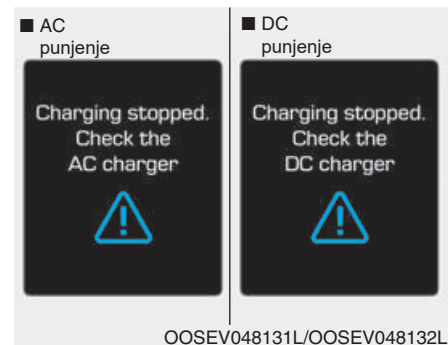 ■ AC
punjenje
Charging stopped.
Check the
AC charger
■ DC
punjenje
Charging stopped.
Check the
DC charger
OOSEV048131L/OOSEV048132L